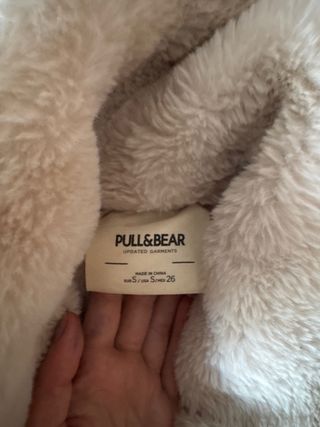 PULL&BEAR
UPDATED GARMENTS
MADE IN CHINA
EUR S / USA S / MEX 26